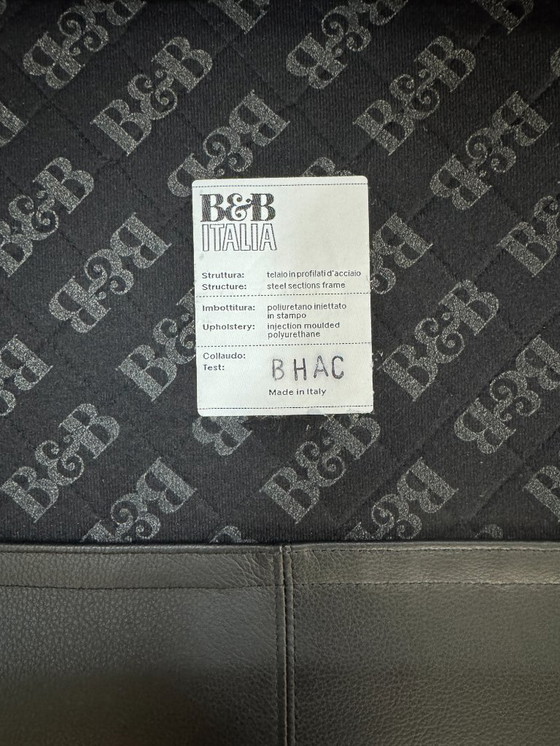 B&B
ITALIA
Struttura: telaio in profilati d'acciaio
Structure: steel sections frame
Imbottitura: poliuretano iniettato
in stampo
Upholstery: injection moulded
polyurethane
Collaudo:
Test: BHAC
Made in Italy
B&B
B&B
B&B
B&B
B&B
B&B
B&B
B&B
B&B
B&B
B&B
B&B